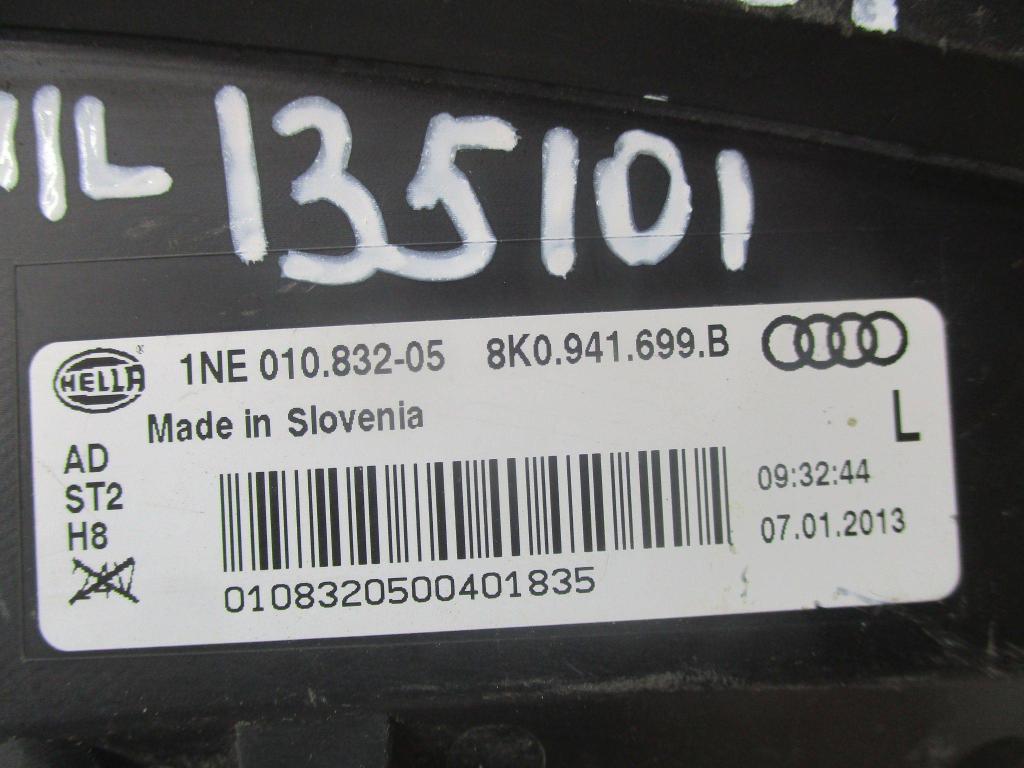 L 135101
HELLA ® 1NE 010.832-05 8K0.941.699.B
Made in Slovenia L
AD 09:32:44
ST2
H8 07.01.2013
0108320500401835